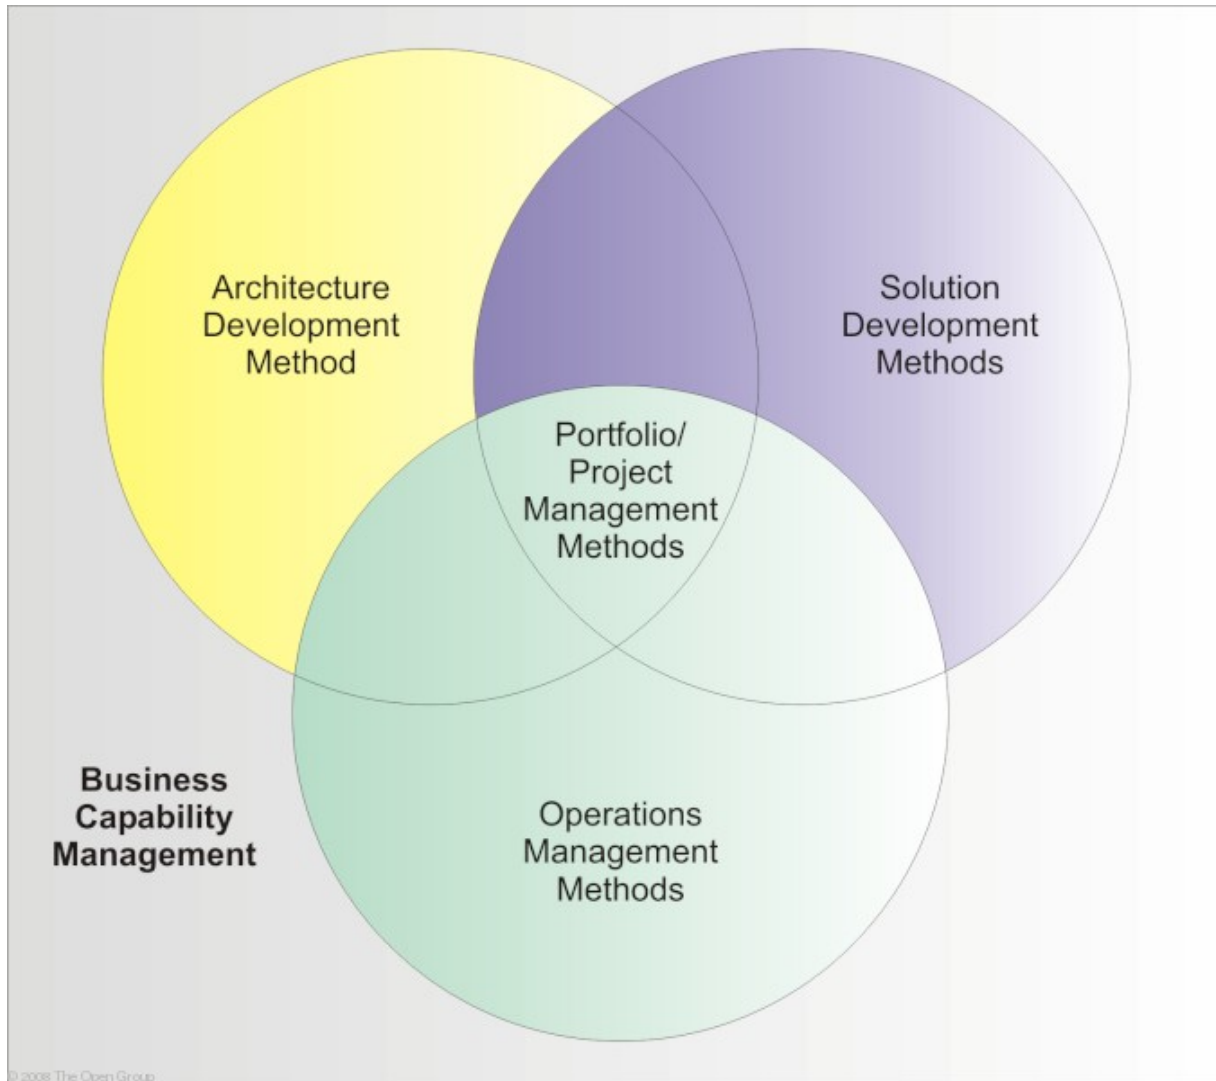 Architecture
Development
Method
Solution
Development
Methods
Portfolio/
Project
Management
Methods
Business
Capability
Management
Operations
Management
Methods
© 2008 The Open Group